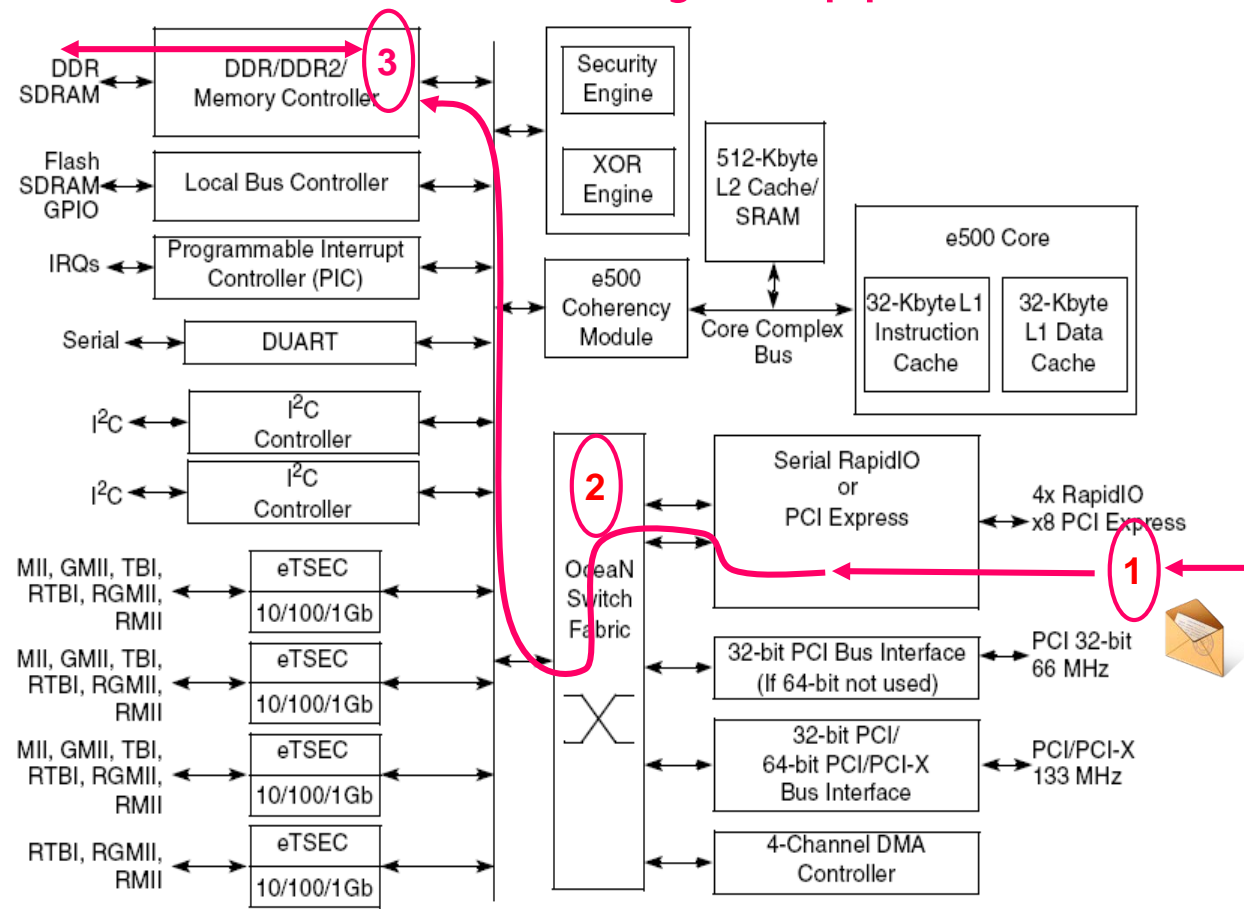 3
DDR
SDRAM
DDR/DDR2/
Memory Controller
Security
Engine
XOR
Engine
512-Kbyte
L2 Cache/
SRAM
Flash
SDRAM
GPIO
Local Bus Controller
e500 Core
32-Kbyte L1
Instruction
Cache
32-Kbyte
L1 Data
Cache
IRQs
Programmable Interrupt
Controller (PIC)
e500
Coherency
Module
Core Complex
Bus
Serial
DUART
I2C
I2C
Controller
I2C
I2C
Controller
2
OceaN
Switch
Fabric
Serial RapidIO
or
PCI Express
4x RapidIO
x8 PCI Express
1
MII, GMII, TBI,
RTBI, RGMII,
RMII
eTSEC
10/100/1Gb
32-bit PCI Bus Interface
(If 64-bit not used)
PCI 32-bit
66 MHz
MII, GMII, TBI,
RTBI, RGMII,
RMII
eTSEC
10/100/1Gb
32-bit PCI/
64-bit PCI/PCI-X
Bus Interface
PCI/PCI-X
133 MHz
MII, GMII, TBI,
RTBI, RGMII,
RMII
eTSEC
10/100/1Gb
4-Channel DMA
Controller
RTBI, RGMII,
RMII
eTSEC
10/100/1Gb